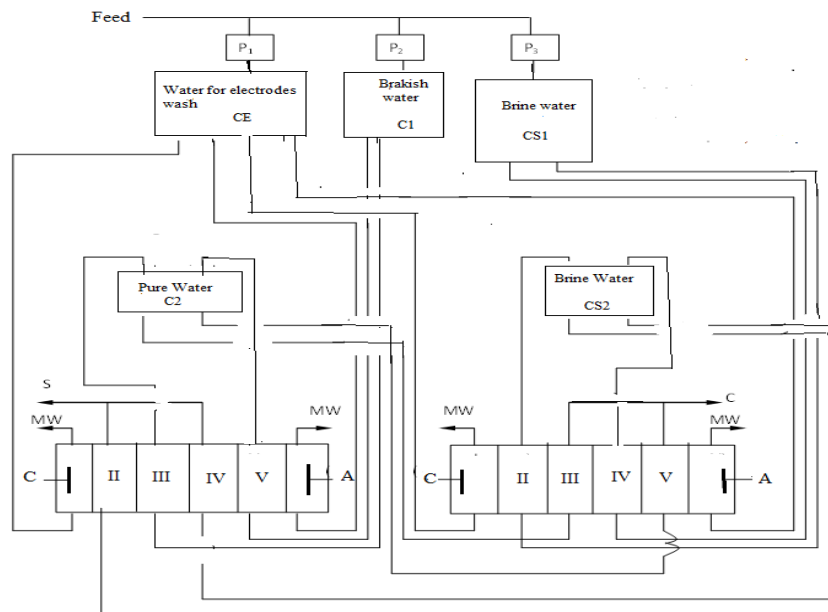 Feed
P1
P2
P3
Water for electrodes
wash
CE
Brakish
water
C1
Brine water
CS1
Pure Water
C2
Brine Water
CS2
S
MW
MW
C
II
III
IV
V
A
MW
C
MW
C
II
III
IV
V
A